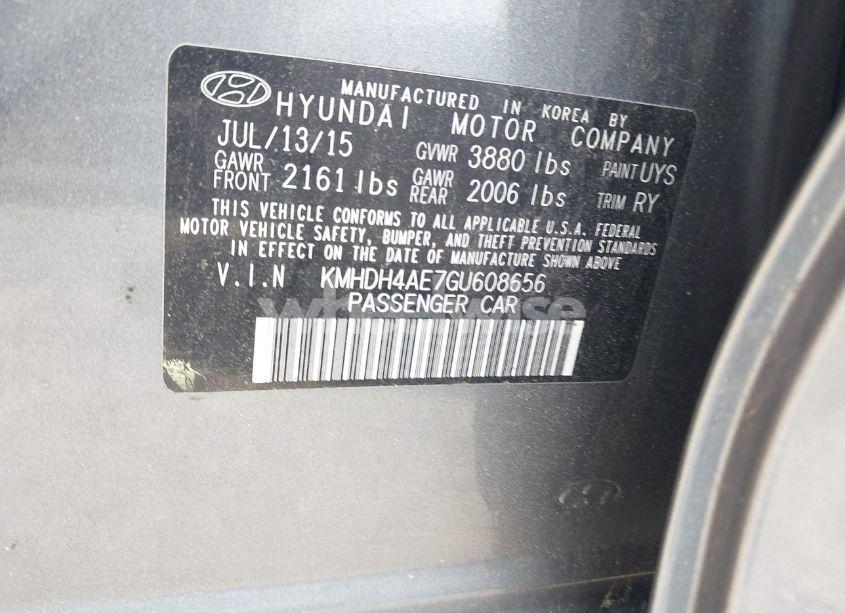 MANUFACTURED IN KOREA BY
HYUNDAI MOTOR COMPANY
JUL/13/15 GVWR 3880 lbs PAINT UYS
GAWR FRONT 2161 lbs GAWR REAR 2006 lbs TRIM RY
THIS VEHICLE CONFORMS TO ALL APPLICABLE U.S.A. FEDERAL
MOTOR VEHICLE SAFETY, BUMPER, AND THEFT PREVENTION STANDARDS
IN EFFECT ON THE DATE OF MANUFACTURE SHOWN ABOVE
V.I.N KMHDH4AE7GU608656
PASSENGER CAR